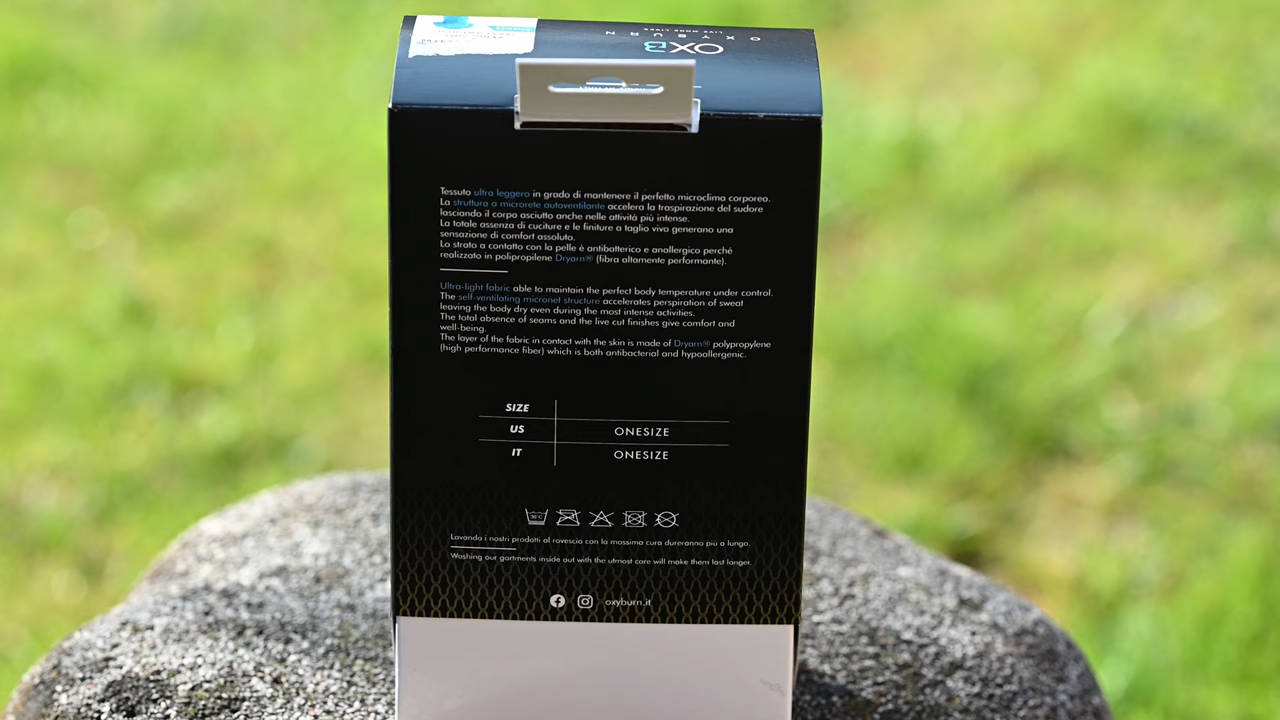 OXB
OXYBURN
LIVE MORE LIVES
Tessuto ultra leggero in grado di mantenere il perfetto microclima corporeo.
La struttura a microrete autoventilante accelera la traspirazione del sudore
lasciando il corpo asciutto anche nelle attività più intense.
La totale assenza di cuciture e le finiture a taglio vivo generano una
sensazione di comfort assoluto.
Lo strato a contatto con la pelle è antibatterico e anallergico perché
realizzato in polipropilene Dryarn® (fibra altamente performante).
Ultra-light fabric able to maintain the perfect body temperature under control.
The self-ventilating micronet structure accelerates perspiration of sweat
leaving the body dry even during the most intense activities.
The total absence of seams and the live cut finishes give comfort and
well-being.
The layer of the fabric in contact with the skin is made of Dryarn® polypropylene
(high performance fiber) which is both antibacterial and hypoallergenic.
SIZE
US ONESIZE
IT ONESIZE
30°C
Lavando i nostri prodotti al rovescio con la massima cura dureranno più a lungo.
Washing our gartments inside out with the utmost care will make them last longer.
oxyburn.it